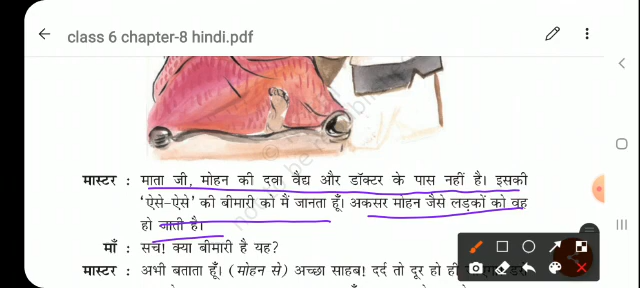 class 6 chapter-8 hindi.pdf
मास्टर : माता जी, मोहन की दवा वैद्य और डॉक्टर के पास नहीं है। इसकी
'ऐसे-ऐसे' की बीमारी को मैं जानता हूँ। अकसर मोहन जैसे लड़कों को वह
हो जाती है।
माँ : सच! क्या बीमारी है यह?
मास्टर : अभी बताता हूँ। (मोहन से) अच्छा साहब! दर्द तो दूर हो ही